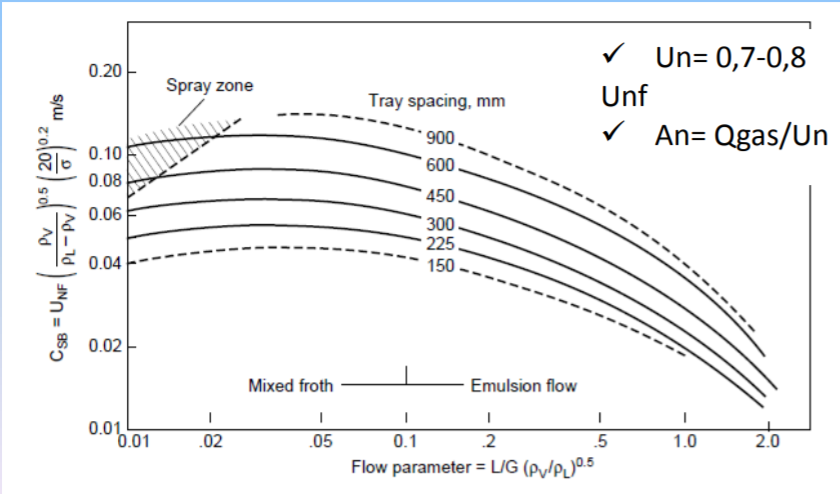 ✓ Un= 0,7-0,8
Unf
✓ An= Qgas/Un
Spray zone
Tray spacing, mm
900
600
450
300
225
150
0.20
0.10
0.08
0.06
0.04
0.02
0.01
C_SB = U_NF (ρ_V / ρ_L – ρ_V)^0.5 (20 / σ)^0.2 m/s
Mixed froth
Emulsion flow
0.01 .02 .05 0.1 .2 .5 1.0 2.0
Flow parameter = L/G (ρ_V/ρ_L)^0.5